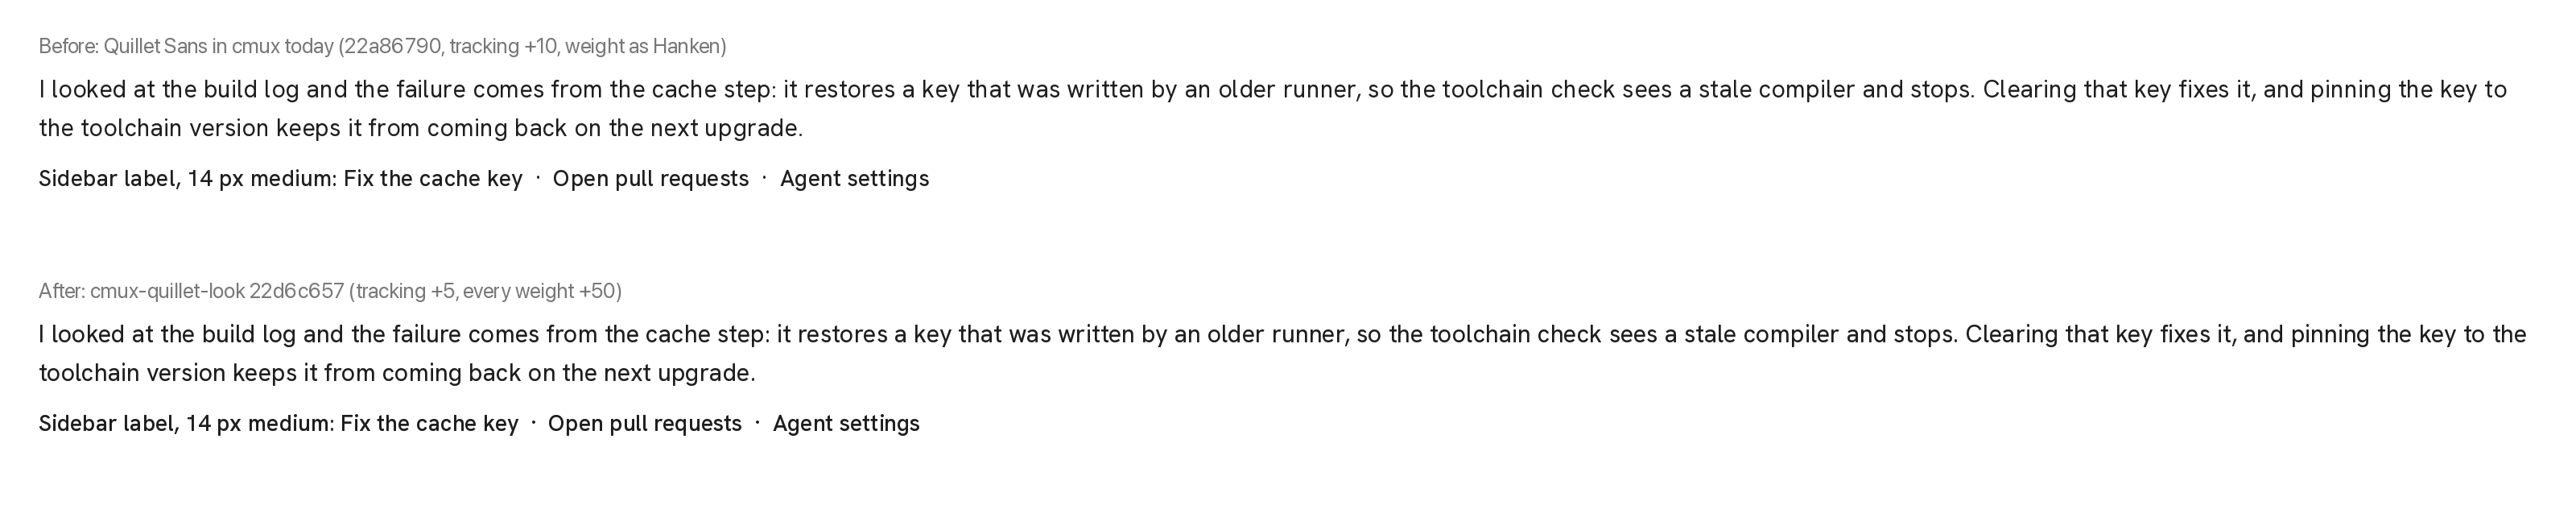 Before: Quillet Sans in cmux today (22a86790, tracking +10, weight as Hanken)
I looked at the build log and the failure comes from the cache step: it restores a key that was written by an older runner, so the toolchain check sees a stale compiler and stops. Clearing that key fixes it, and pinning the key to
the toolchain version keeps it from coming back on the next upgrade.
Sidebar label, 14 px medium: Fix the cache key · Open pull requests · Agent settings
After: cmux-quillet-look 22d6c657 (tracking +5, every weight +50)
I looked at the build log and the failure comes from the cache step: it restores a key that was written by an older runner, so the toolchain check sees a stale compiler and stops. Clearing that key fixes it, and pinning the key to the
toolchain version keeps it from coming back on the next upgrade.
Sidebar label, 14 px medium: Fix the cache key · Open pull requests · Agent settings